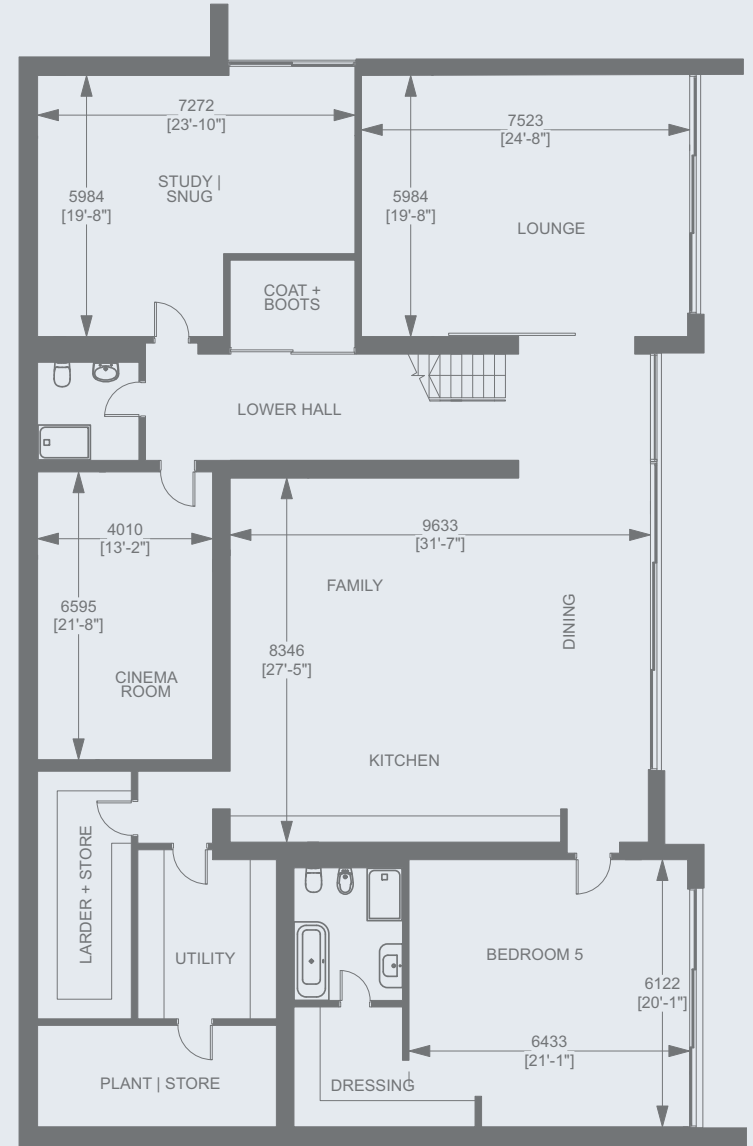 7272
[23'-10"]
STUDY |
SNUG
5984
[19'-8"]
7523
[24'-8"]
5984
[19'-8"]
LOUNGE
COAT +
BOOTS
LOWER HALL
4010
[13'-2"]
6595
[21'-8"]
CINEMA
ROOM
9633
[31'-7"]
FAMILY
DINING
8346
[27'-5"]
KITCHEN
LARDER + STORE
UTILITY
PLANT | STORE
BEDROOM 5
6122
[20'-1"]
6433
[21'-1"]
DRESSING